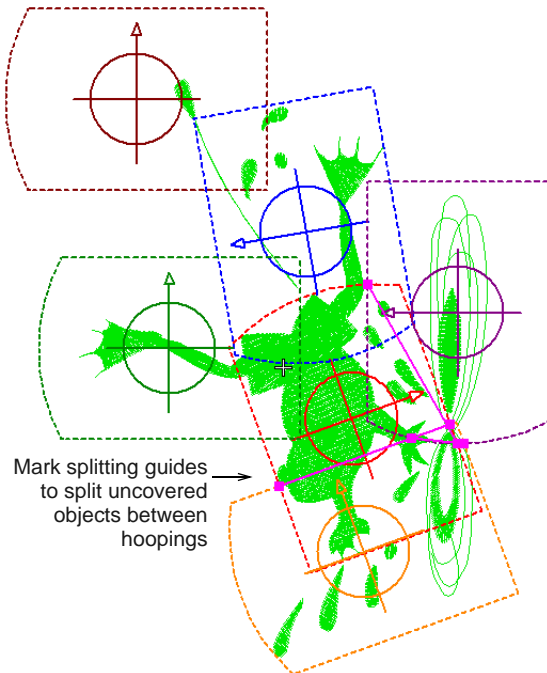 Mark splitting guides
to split uncovered
objects between
hoopings